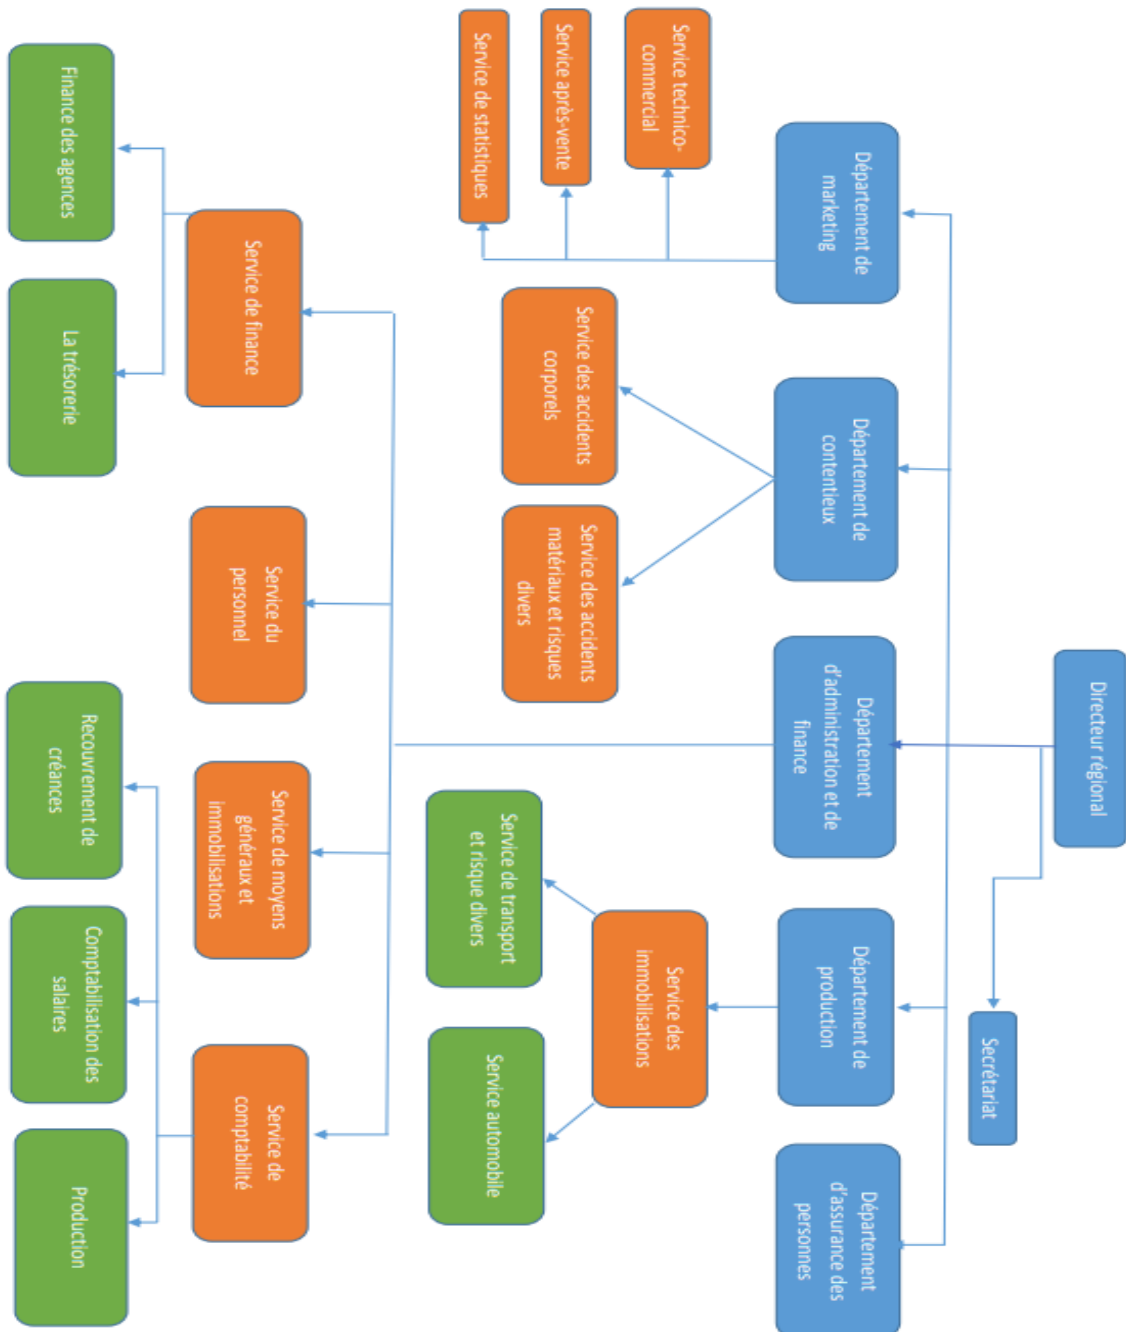 Directeur régional
Secrétariat
Département de
marketing
Département de
contentieux
Département
d'administration et de
finance
Département de
production
Département
d'assurance des
personnes
Service technico-
commercial
Service après-vente
Service de statistiques
Service des accidents
corporels
Service des accidents
matériaux et risques
divers
Service des
immobilisations
Service de transport
et risque divers
Service automobile
Service de finance
Service du
personnel
Service de moyens
généraux et
immobilisations
Service de
comptabilité
Finance des agences
La trésorerie
Recouvrement de
créances
Comptabilisation des
salaires
Production